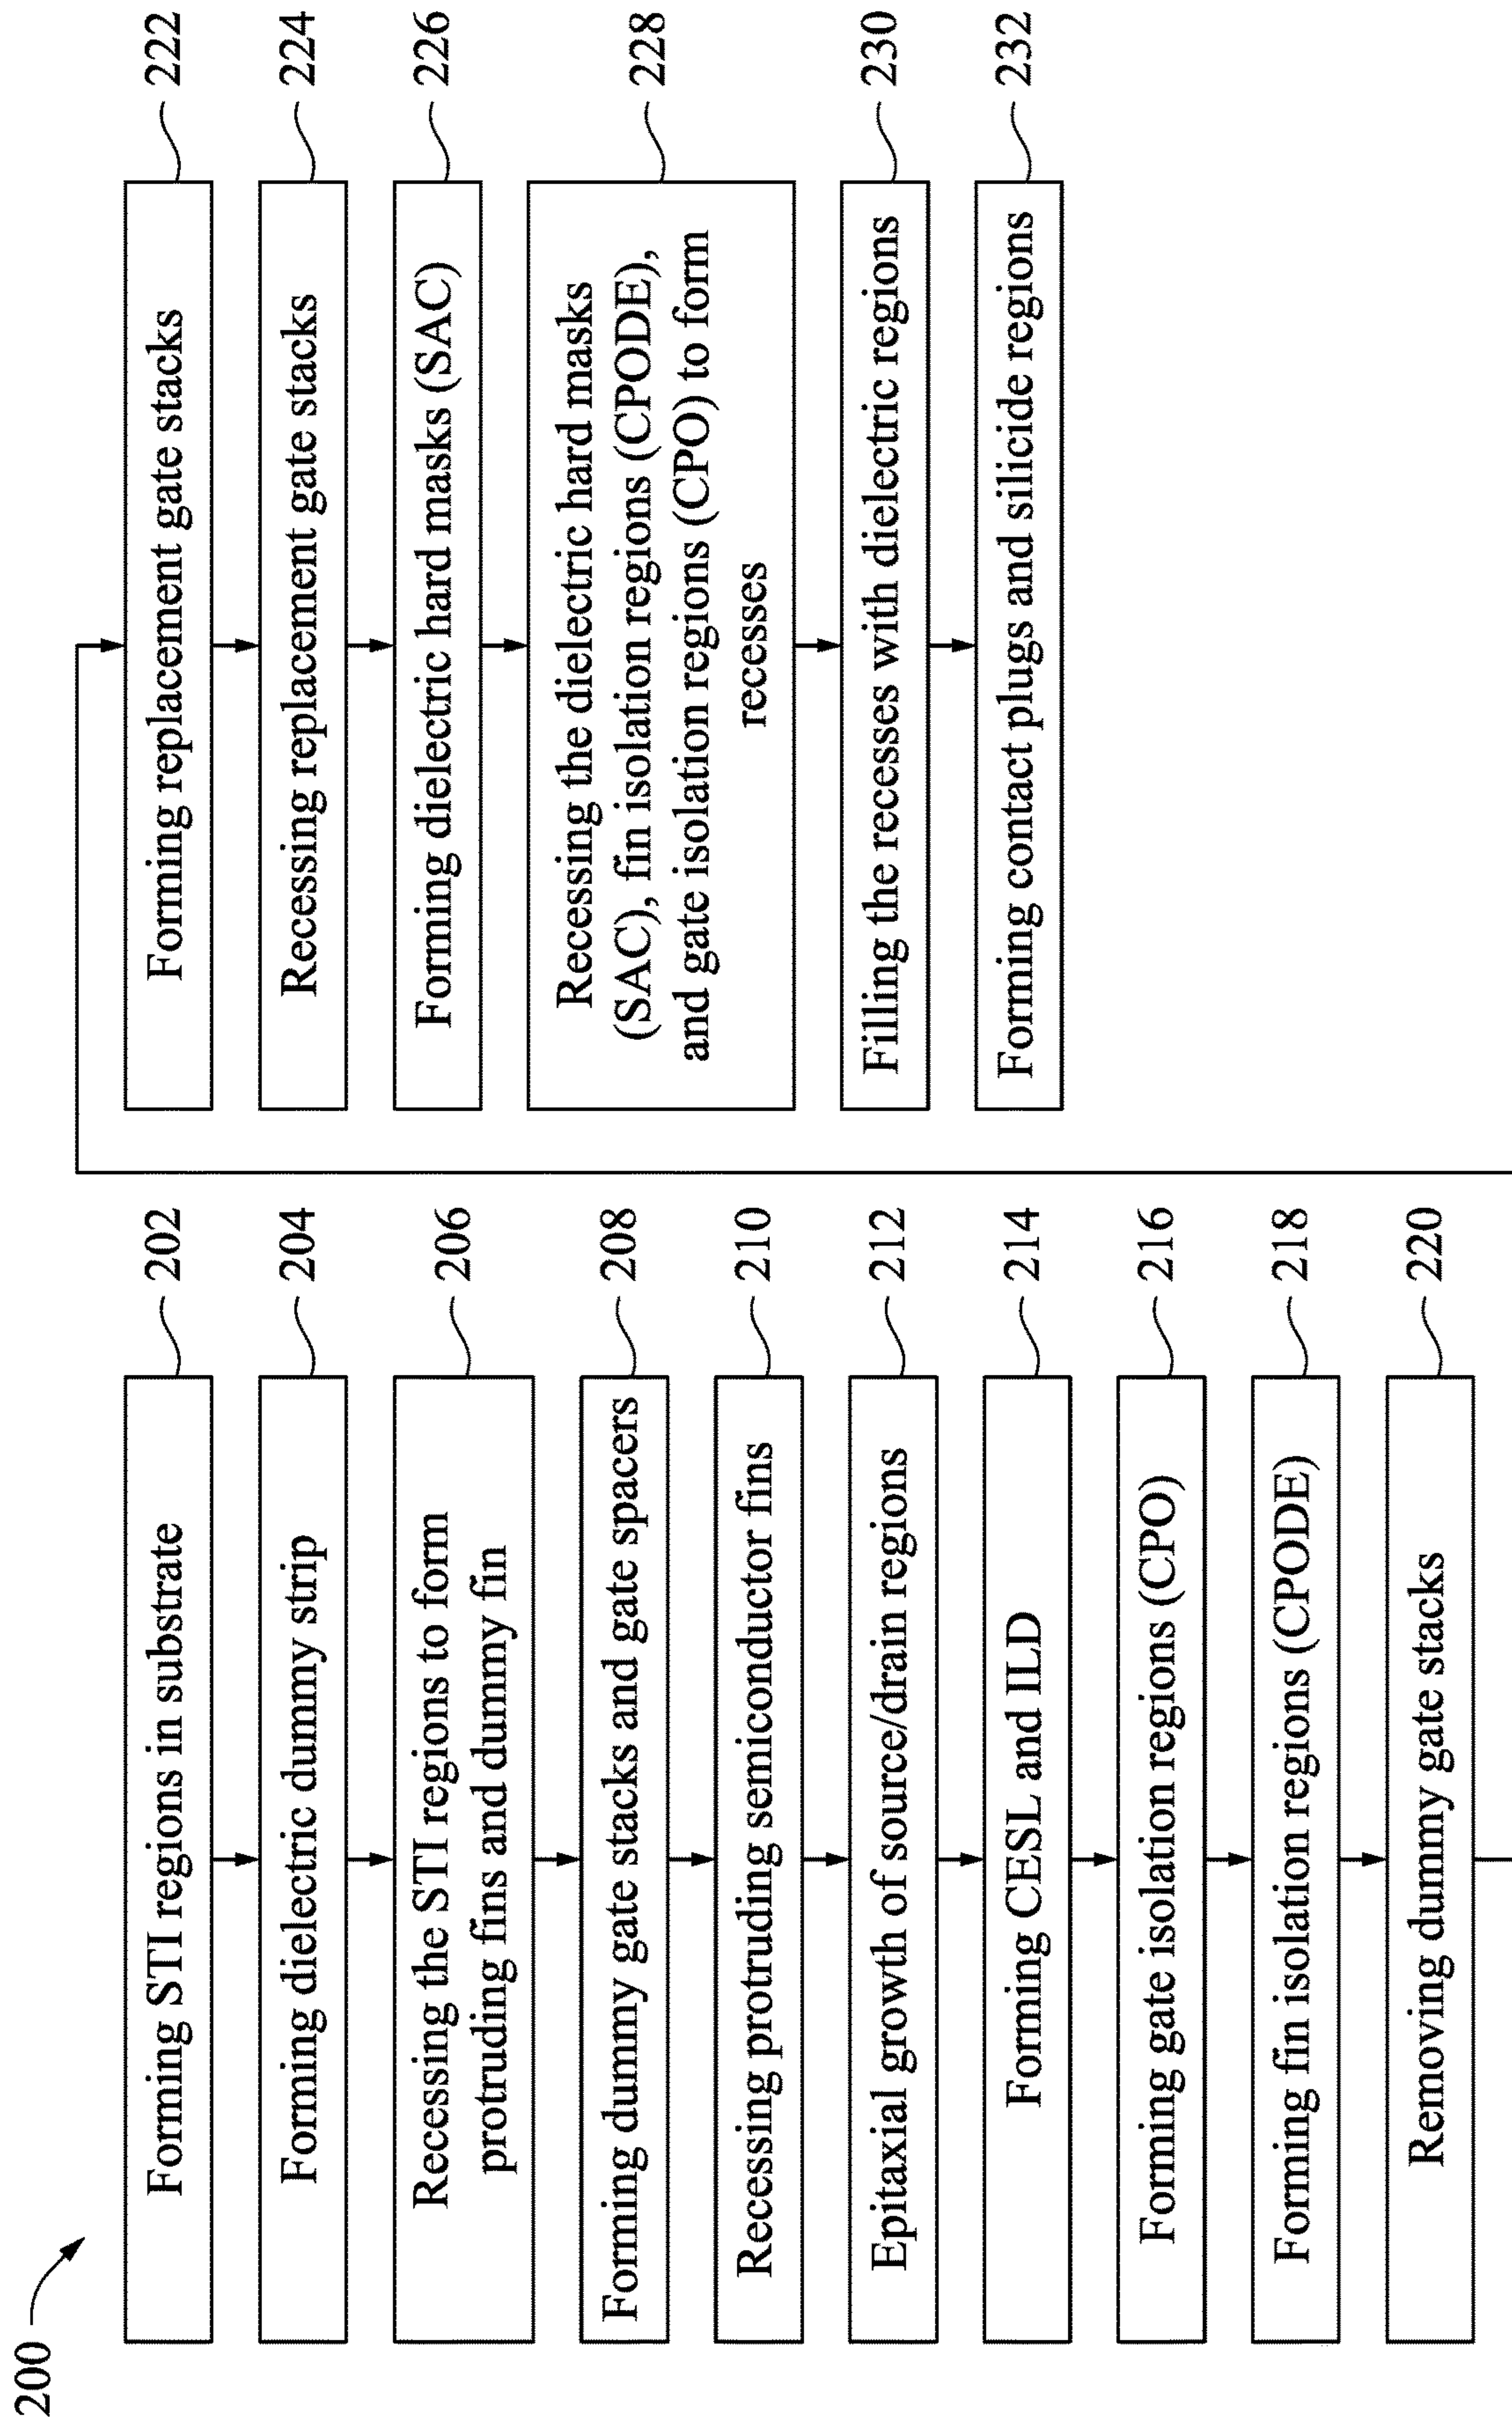 200
Forming STI regions in substrate
202
Forming dielectric dummy strip
204
Recessing the STI regions to form
protruding fins and dummy fin
206
Forming dummy gate stacks and gate spacers
208
Recessing protruding semiconductor fins
210
Epitaxial growth of source/drain regions
212
Forming CESL and ILD
214
Forming gate isolation regions (CPO)
216
Forming fin isolation regions (CPODE)
218
Removing dummy gate stacks
220
Forming replacement gate stacks
222
Recessing replacement gate stacks
224
Forming dielectric hard masks (SAC)
226
Recessing the dielectric hard masks
(SAC), fin isolation regions (CPODE),
and gate isolation regions (CPO) to form
recesses
228
Filling the recesses with dielectric regions
230
Forming contact plugs and silicide regions
232